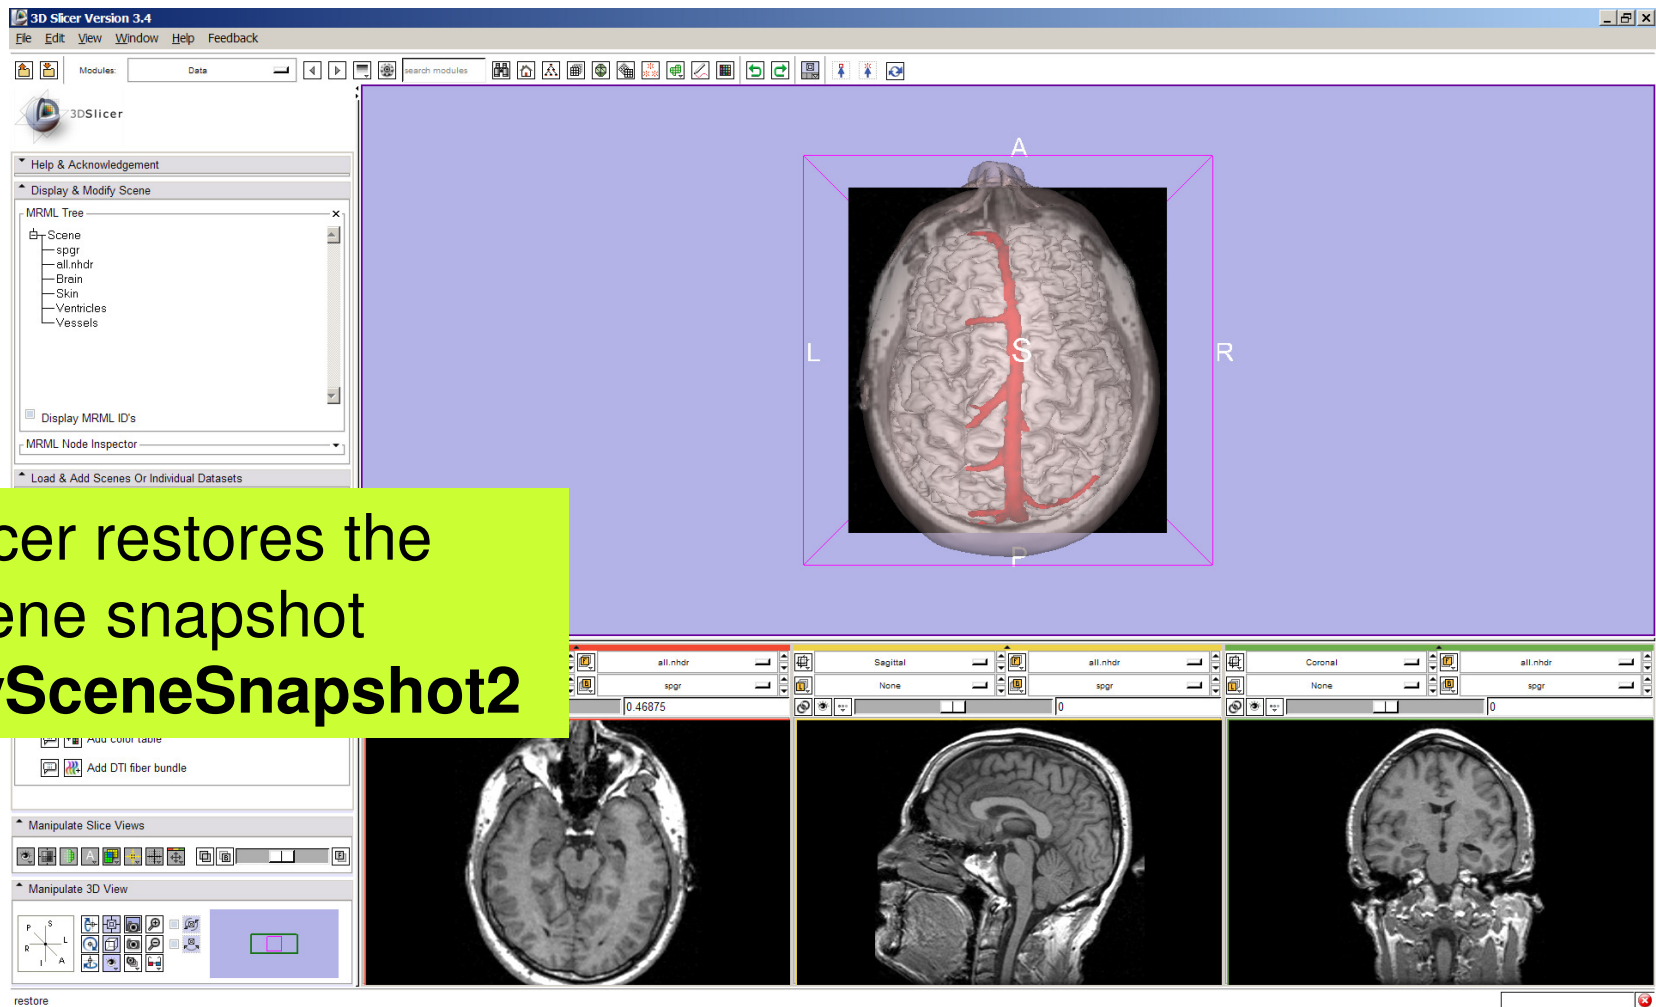 3D Slicer Version 3.4
File Edit View Window Help Feedback
Modules: Data search modules
3DSlicer
Help & Acknowledgement
Display & Modify Scene
MRML Tree
Scene
spgr
all.nhdr
Brain
Skin
Ventricles
Vessels
Display MRML ID's
MRML Node Inspector
Load & Add Scenes Or Individual Datasets
A
L S R
P
cer restores the
ene snapshot
ySceneSnapshot2
all.nhdr Sagittal all.nhdr Coronal all.nhdr
spgr None spgr None spgr
0.46875 0 0
Add color table
Add DTI fiber bundle
Manipulate Slice Views
Manipulate 3D View
P S
R L
I A
restore